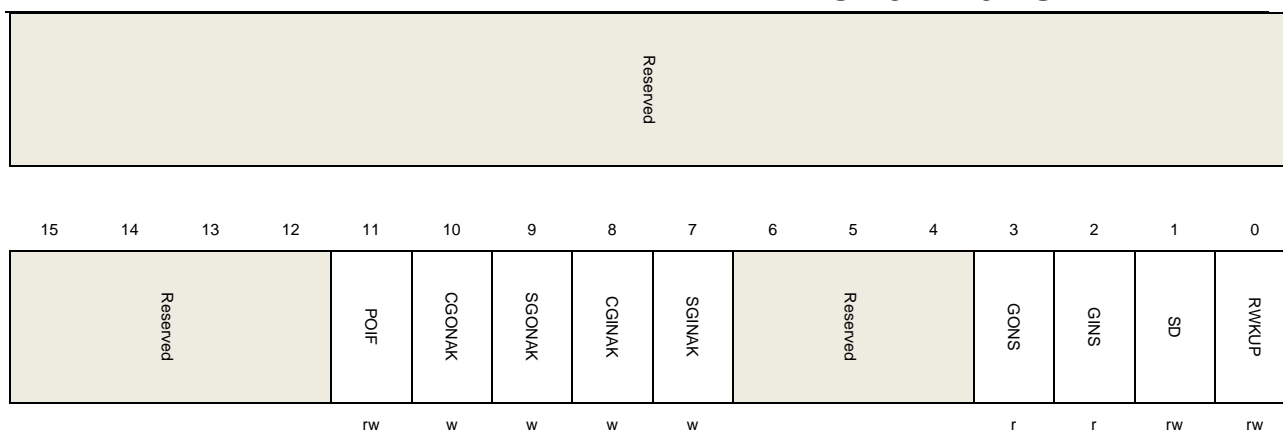 Reserved
15 14 13 12 11 10 9 8 7 6 5 4 3 2 1 0
Reserved POIF CGONAK SGONAK CGINAK SGINAK Reserved GONS GINS SD RWKUP
rw w w w w r r rw rw